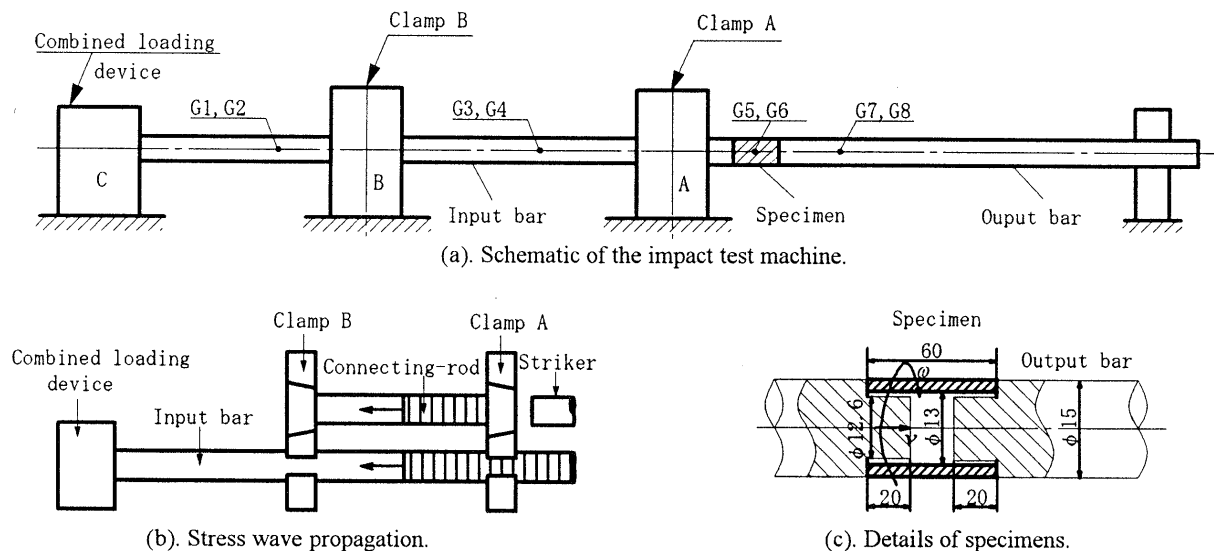 Clamp B
Clamp A
Combined loading
device
G1, G2
G3, G4
G5, G6
G7, G8
C
B
A
Input bar
Specimen
Ouput bar
(a). Schematic of the impact test machine.
Clamp B
Clamp A
Combined loading
device
Connecting-rod
Striker
Input bar
(b). Stress wave propagation.
Specimen
60
Output bar
ω
ϕ12.6
ϕ13
ϕ15
20
20
(c). Details of specimens.